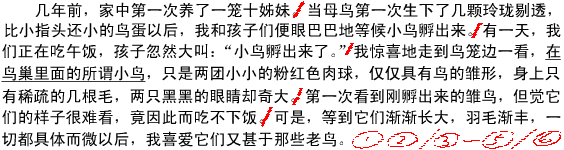 几年前，家中第一次养了一笼十姊妹。当母鸟第一次生下了几颗玲珑剔透，
比小指头还小的鸟蛋以后，我和孩子们便眼巴巴地等候小鸟孵出来。有一天，我
们正在吃午饭，孩子忽然大叫：“小鸟孵出来了。”我惊喜地走到鸟笼边一看，在
鸟巢里面的所谓小鸟，只是两团小小的粉红色肉球，仅仅具有鸟的雏形，身上只
有稀疏的几根毛，两只黑黑的眼睛却奇大。第一次看到刚孵出来的雏鸟，但觉它
们的样子很难看，竟因此而吃不下饭。可是，等到它们渐渐长大，羽毛渐丰，一
切都具体而微以后，我喜爱它们又甚于那些老鸟。①②/③—⑤/⑥